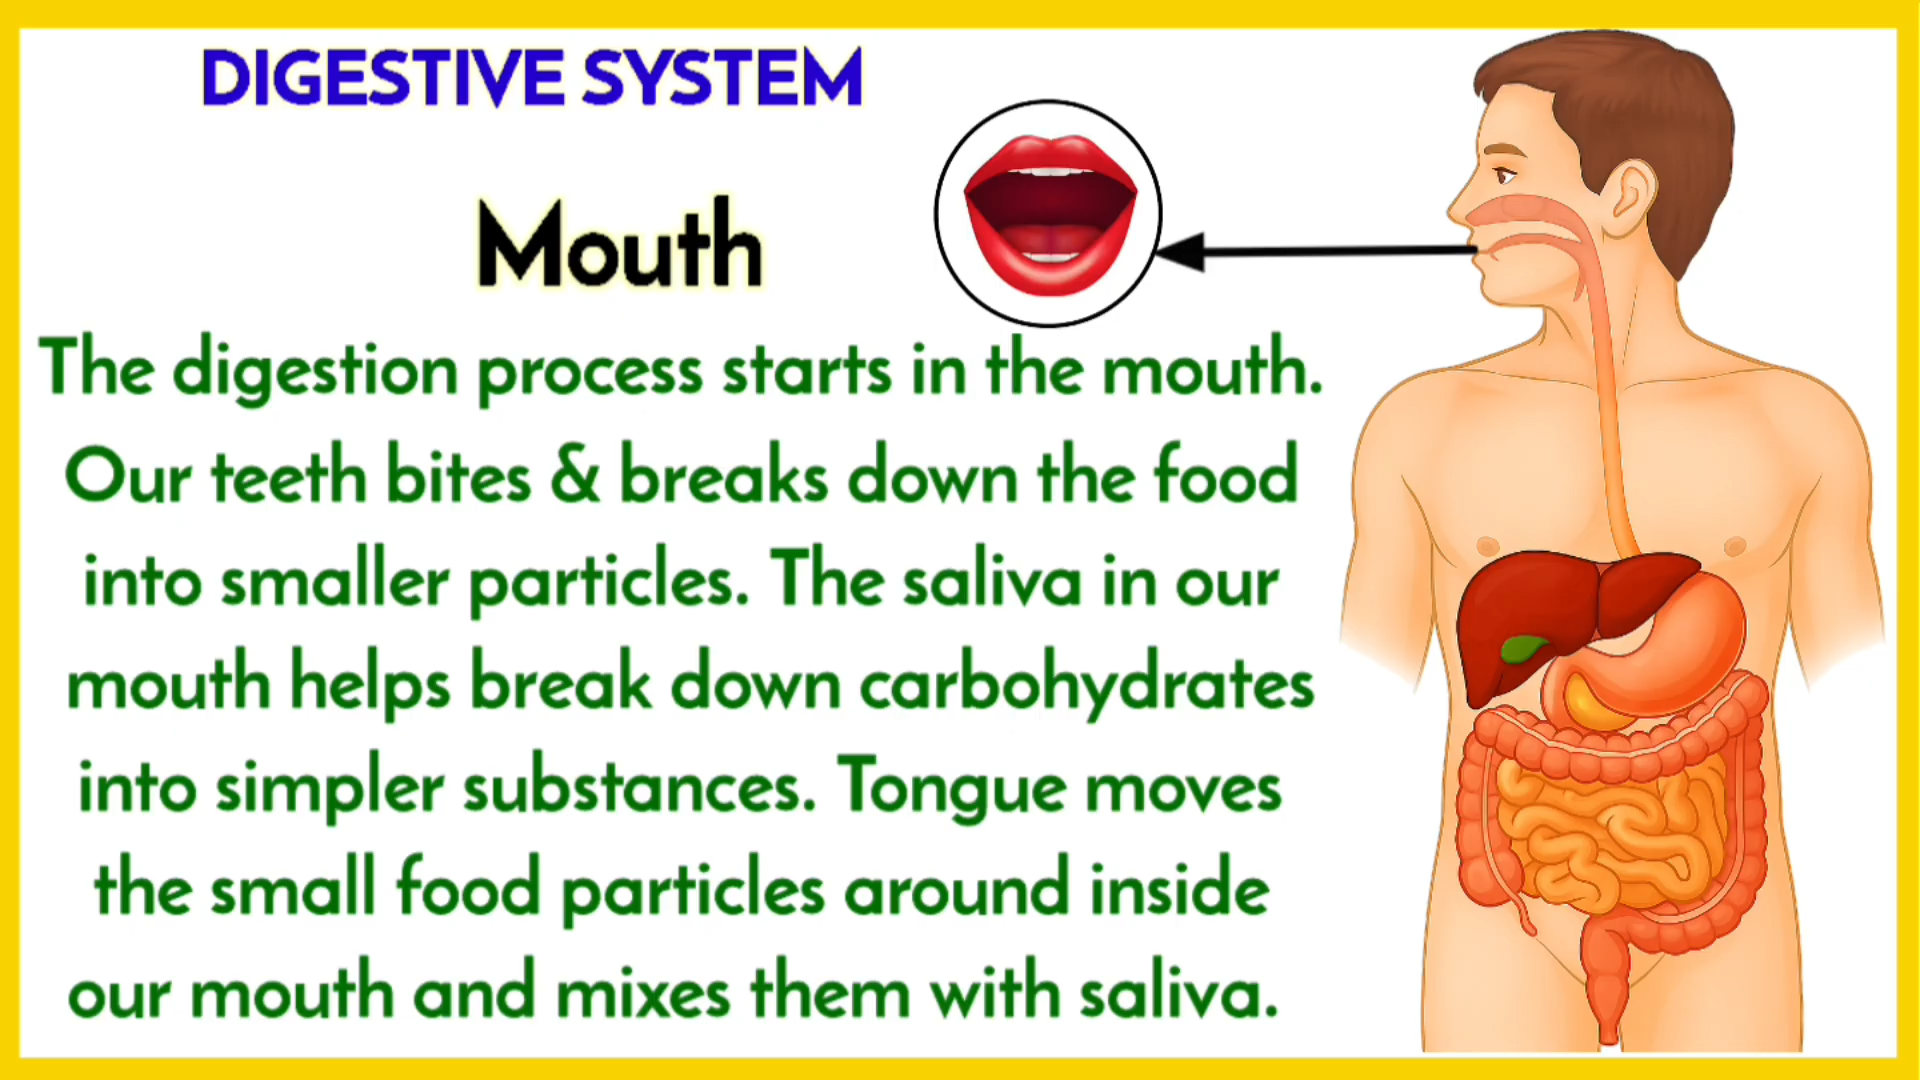 DIGESTIVE SYSTEM
Mouth
The digestion process starts in the mouth.
Our teeth bites & breaks down the food
into smaller particles. The saliva in our
mouth helps break down carbohydrates
into simpler substances. Tongue moves
the small food particles around inside
our mouth and mixes them with saliva.